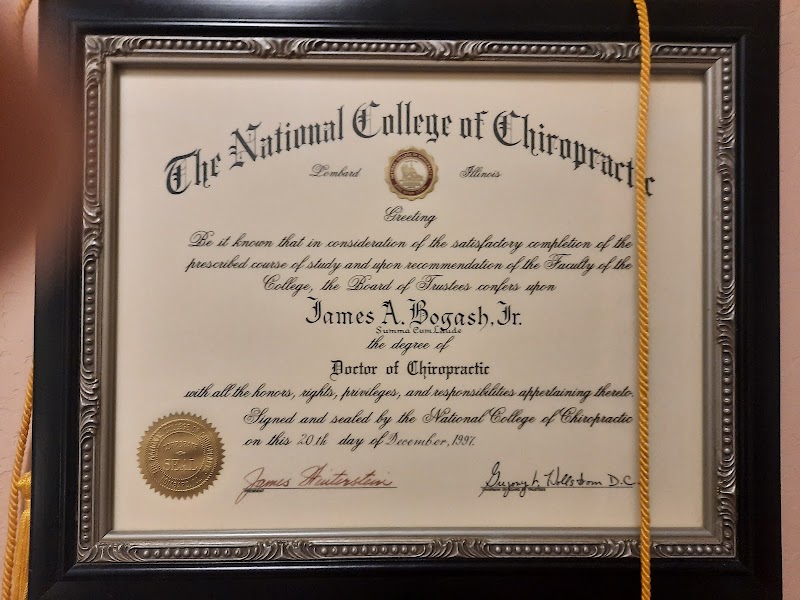 The National College of Chiropractic
Lombard Illinois
Greeting
Be it known that in consideration of the satisfactory completion of the
prescribed course of study and upon recommendation of the Faculty of the
College, the Board of Trustees confers upon
James A. Bogash, Jr.
Summa Cum Laude
the degree of
Doctor of Chiropractic
with all the honors, rights, privileges, and responsibilities appertaining thereto.
Signed and sealed by the National College of Chiropractic
on this 20th day of December, 1997.
James Winterstein
D.C.